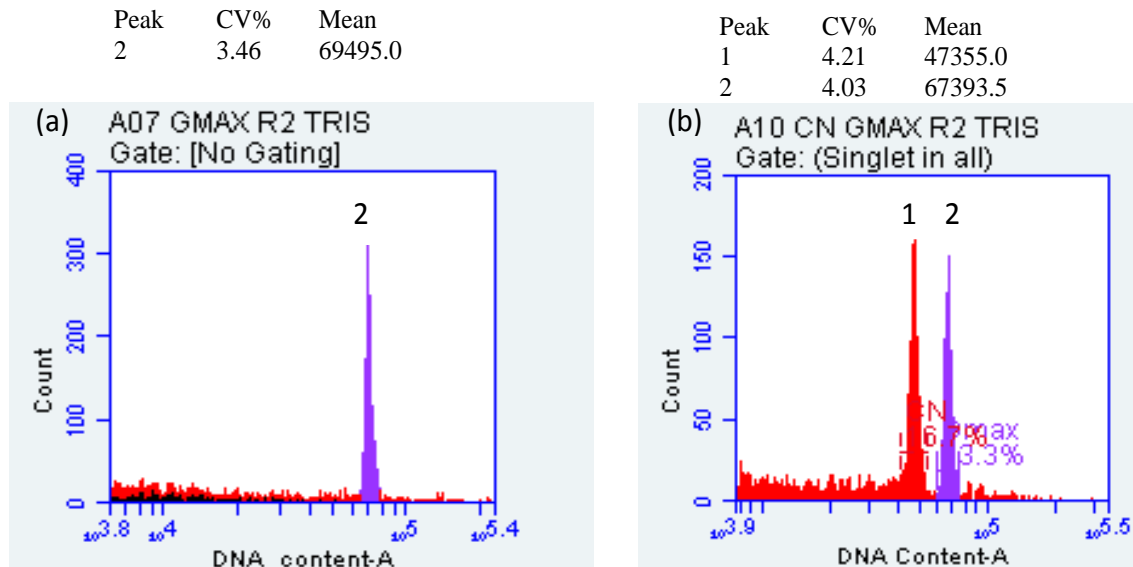 Peak CV% Mean
2 3.46 69495.0
Peak CV% Mean
1 4.21 47355.0
2 4.03 67393.5
(a) A07 GMAX R2 TRIS
Gate: [No Gating]
400
300
200
100
0
Count
2
10^3.8 10^4 10^5 10^5.4
DNA content-A
(b) A10 CN GMAX R2 TRIS
Gate: (Singlet in all)
200
150
100
50
0
Count
1 2
6.7%
3.3%
10^3.9 10^5 10^5.5
DNA Content-A